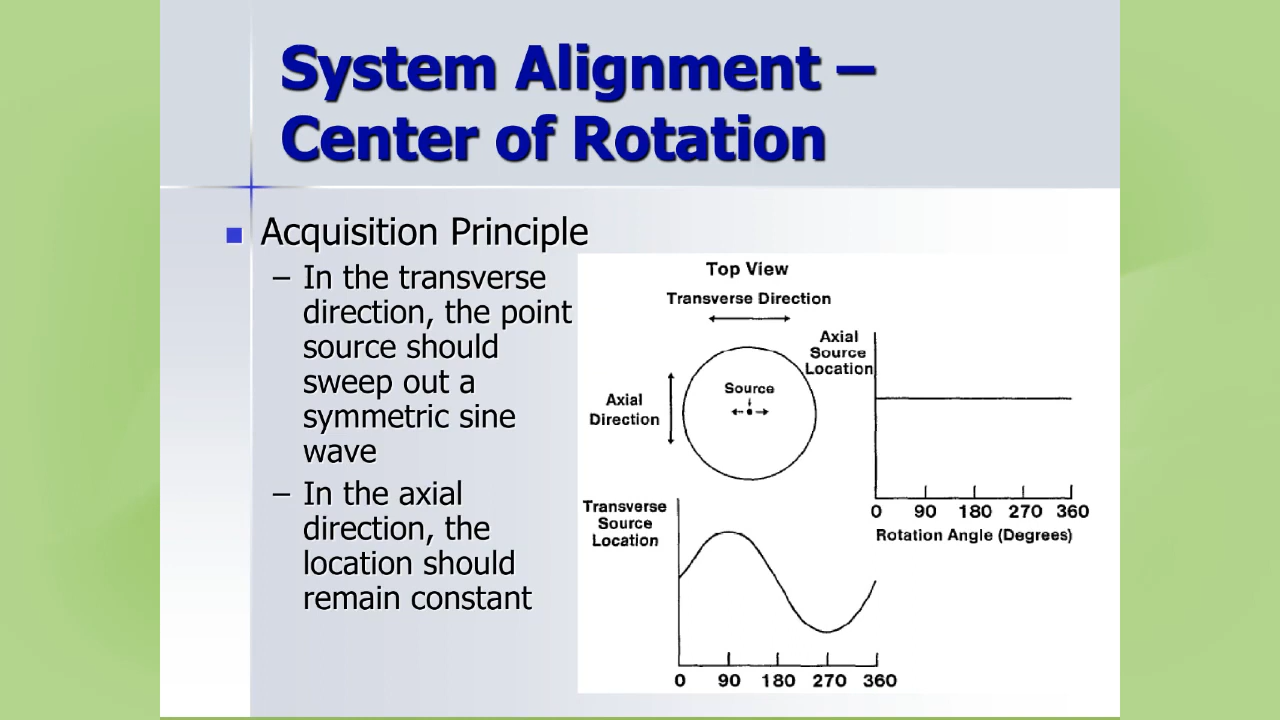 System Alignment –
Center of Rotation
Acquisition Principle
– In the transverse
direction, the point
source should
sweep out a
symmetric sine
wave
– In the axial
direction, the
location should
remain constant
Top View
Transverse Direction
Axial
Direction
Source
Axial
Source
Location
0 90 180 270 360
Rotation Angle (Degrees)
Transverse
Source
Location
0 90 180 270 360